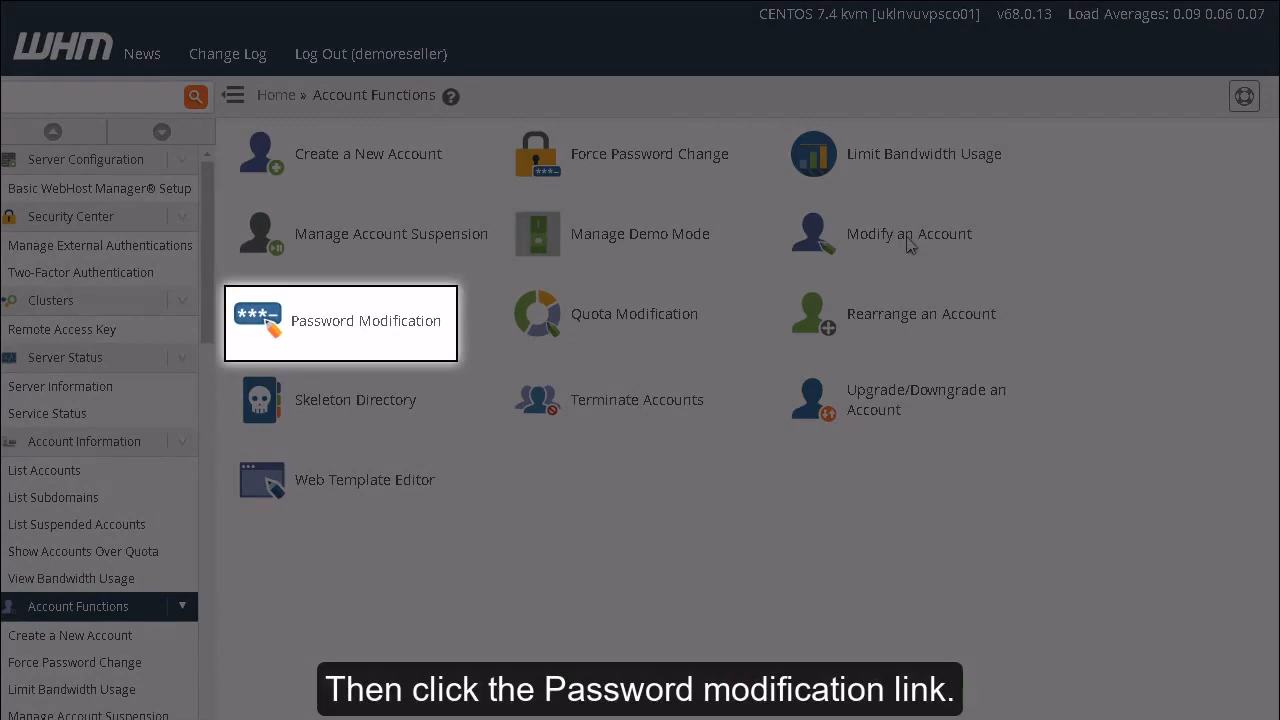 CENTOS 7.4 kvm [uklnvuvpsco01] v68.0.13 Load Averages: 0.09 0.06 0.07
WHM News Change Log Log Out (demoreseller)
Home » Account Functions
Server Configuration
Basic WebHost Manager® Setup
Security Center
Manage External Authentications
Two-Factor Authentication
Clusters
Remote Access Key
Server Status
Server Information
Service Status
Account Information
List Accounts
List Subdomains
List Suspended Accounts
Show Accounts Over Quota
View Bandwidth Usage
Account Functions
Create a New Account
Force Password Change
Limit Bandwidth Usage
Manage Account Suspension
Create a New Account
Force Password Change
Limit Bandwidth Usage
Manage Account Suspension
Manage Demo Mode
Modify an Account
Password Modification
Quota Modification
Rearrange an Account
Skeleton Directory
Terminate Accounts
Upgrade/Downgrade an
Account
Web Template Editor
Then click the Password modification link.